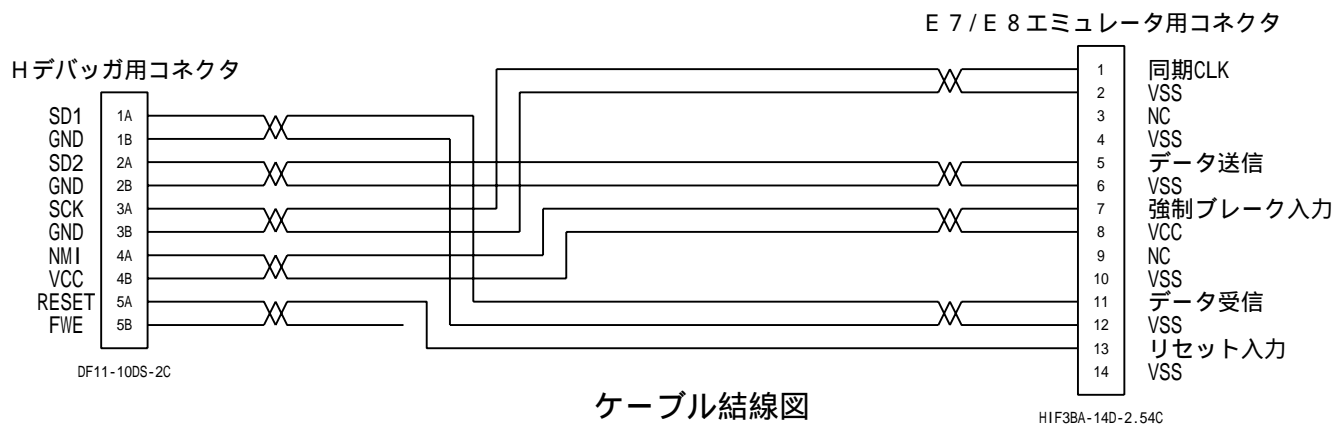 E7/E8エミュレータ用コネクタ
Hデバッガ用コネクタ
SD1 1A
GND 1B
SD2 2A
GND 2B
SCK 3A
GND 3B
NMI 4A
VCC 4B
RESET 5A
FWE 5B
DF11-10DS-2C
1 同期CLK
2 VSS
3 NC
4 VSS
5 データ送信
6 VSS
7 強制ブレーク入力
8 VCC
9 NC
10 VSS
11 データ受信
12 VSS
13 リセット入力
14 VSS
HIF3BA-14D-2.54C
ケーブル結線図